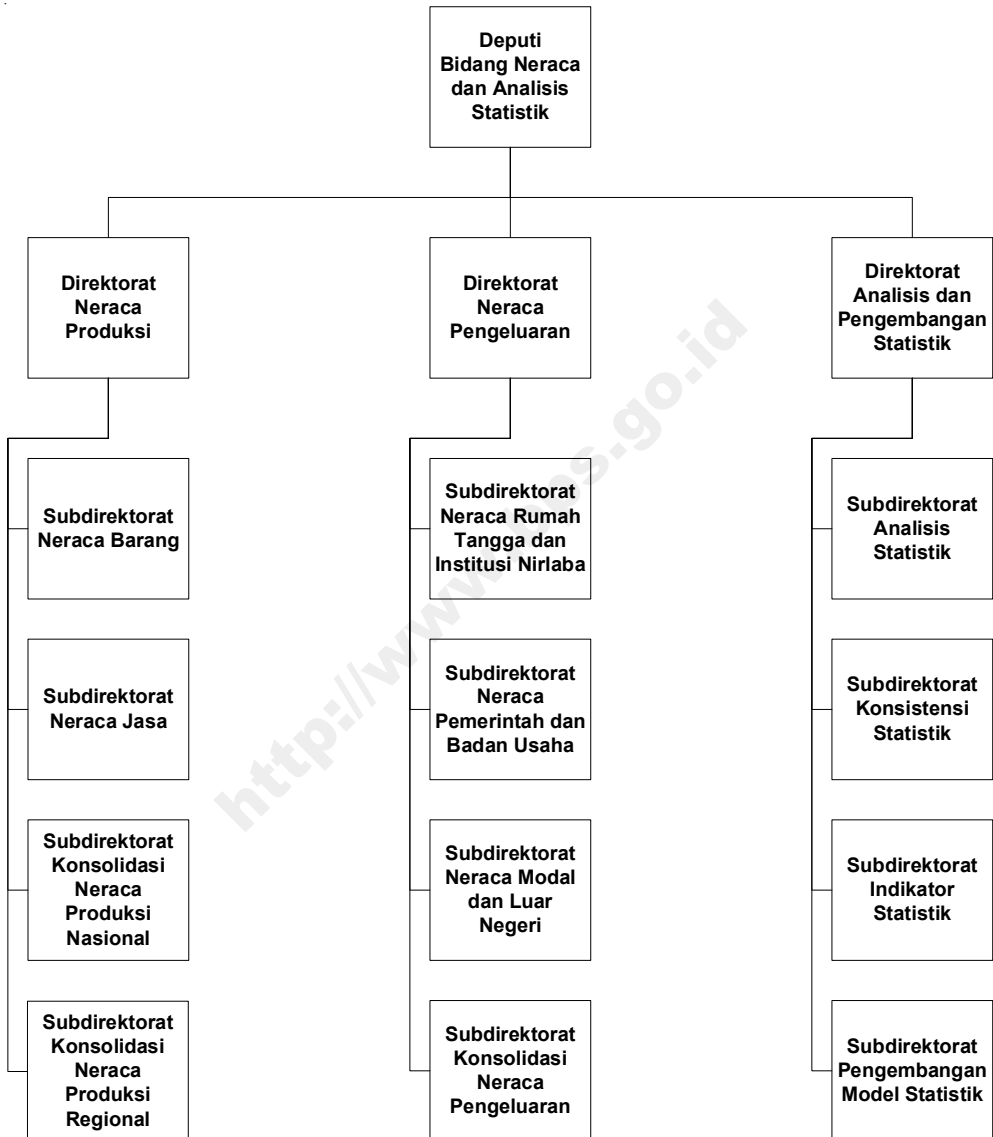 Deputi
Bidang Neraca
dan Analisis
Statistik
Direktorat
Neraca
Produksi
Direktorat
Neraca
Pengeluaran
Direktorat
Analisis dan
Pengembangan
Statistik
Subdirektorat
Neraca Barang
Subdirektorat
Neraca Rumah
Tangga dan
Institusi Nirlaba
Subdirektorat
Analisis
Statistik
Subdirektorat
Neraca Jasa
Subdirektorat
Neraca
Pemerintah dan
Badan Usaha
Subdirektorat
Konsistensi
Statistik
Subdirektorat
Konsolidasi
Neraca
Produksi
Nasional
Subdirektorat
Neraca Modal
dan Luar
Negeri
Subdirektorat
Indikator
Statistik
Subdirektorat
Konsolidasi
Neraca
Produksi
Regional
Subdirektorat
Konsolidasi
Neraca
Pengeluaran
Subdirektorat
Pengembangan
Model Statistik
http://www.bps.go.id